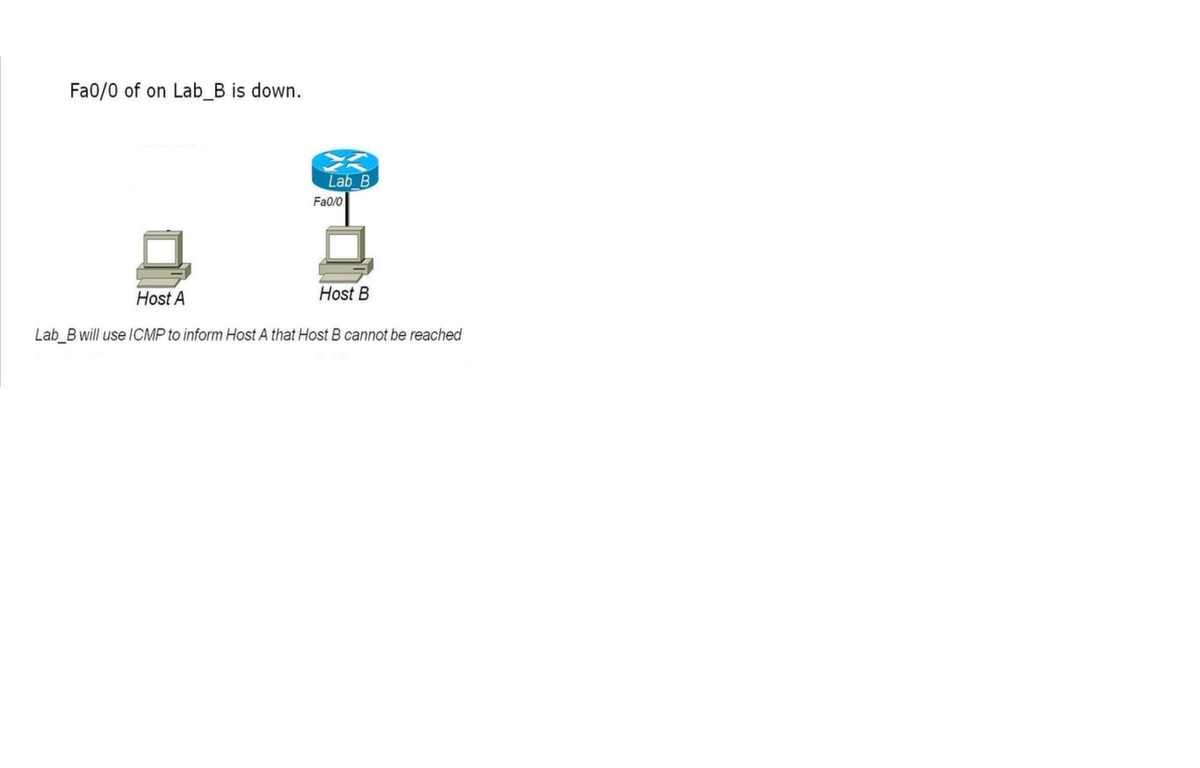 Fa0/0 of on Lab_B is down.
Lab_B
Fa0/0
Host A
Host B
Lab_B will use ICMP to inform Host A that Host B cannot be reached